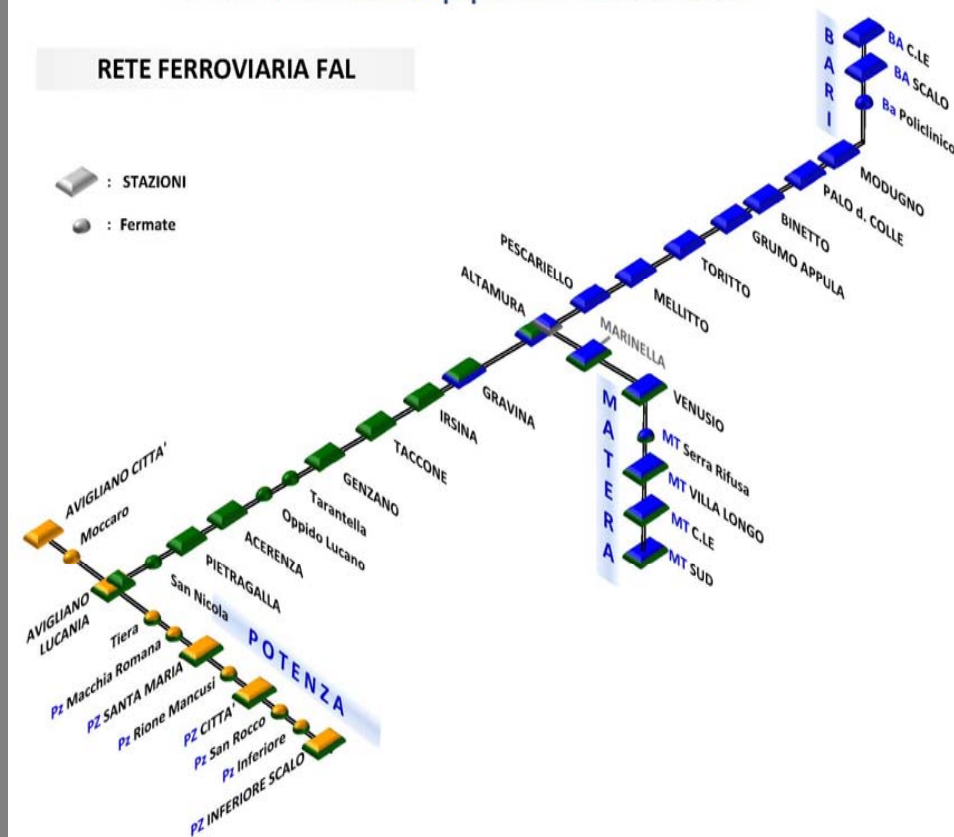 RETE FERROVIARIA FAL
: STAZIONI
: Fermate
BARI
BA C.LE
BA SCALO
Ba Policlinico
MODUGNO
PALO d. COLLE
BINETTO
GRUMO APPULA
TORITTO
MELLITTO
PESCARIELLO
ALTAMURA
MARINELLA
VENUSIO
MATERA
MT Serra Rifusa
MT VILLA LONGO
MT C.LE
MT SUD
GRAVINA
IRSINA
TACCONE
GENZANO
Tarantella
Oppido Lucano
ACERENZA
PIETRAGALLA
San Nicola
AVIGLIANO CITTA'
Moccaro
AVIGLIANO
LUCANIA
POTENZA
Tiera
Pz Macchia Romana
PZ SANTA MARIA
Pz Rione Mancusi
PZ CITTA'
Pz San Rocco
Pz Inferiore
PZ INFERIORE SCALO